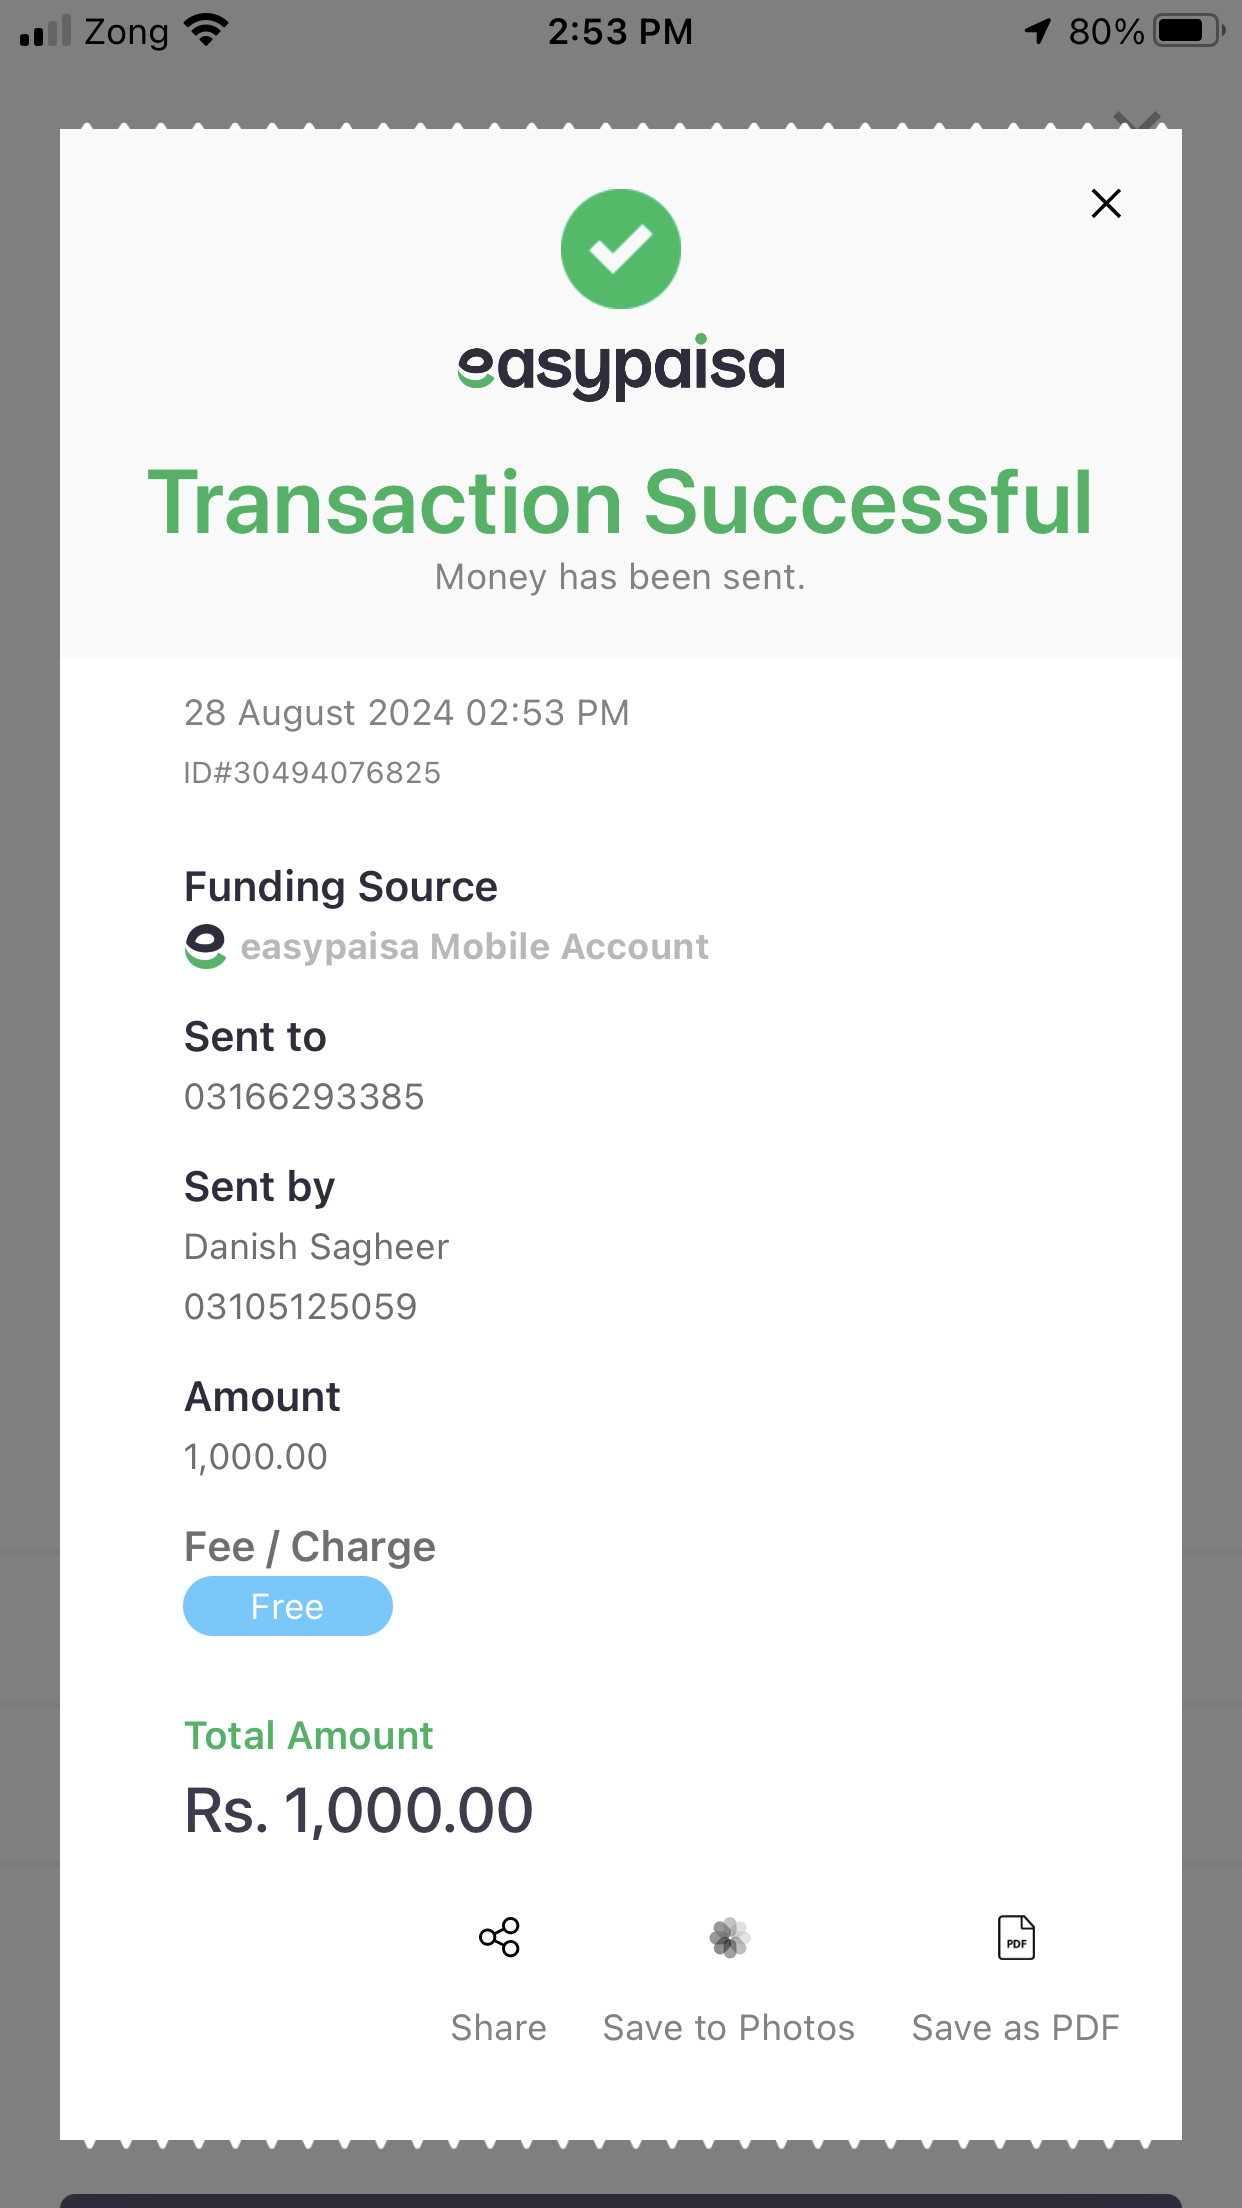 Zong 2:53 PM 80%
easypaisa
Transaction Successful
Money has been sent.
28 August 2024 02:53 PM
ID#30494076825
Funding Source
easypaisa Mobile Account
Sent to
03166293385
Sent by
Danish Sagheer
03105125059
Amount
1,000.00
Fee / Charge
Free
Total Amount
Rs. 1,000.00
PDF
Share Save to Photos Save as PDF